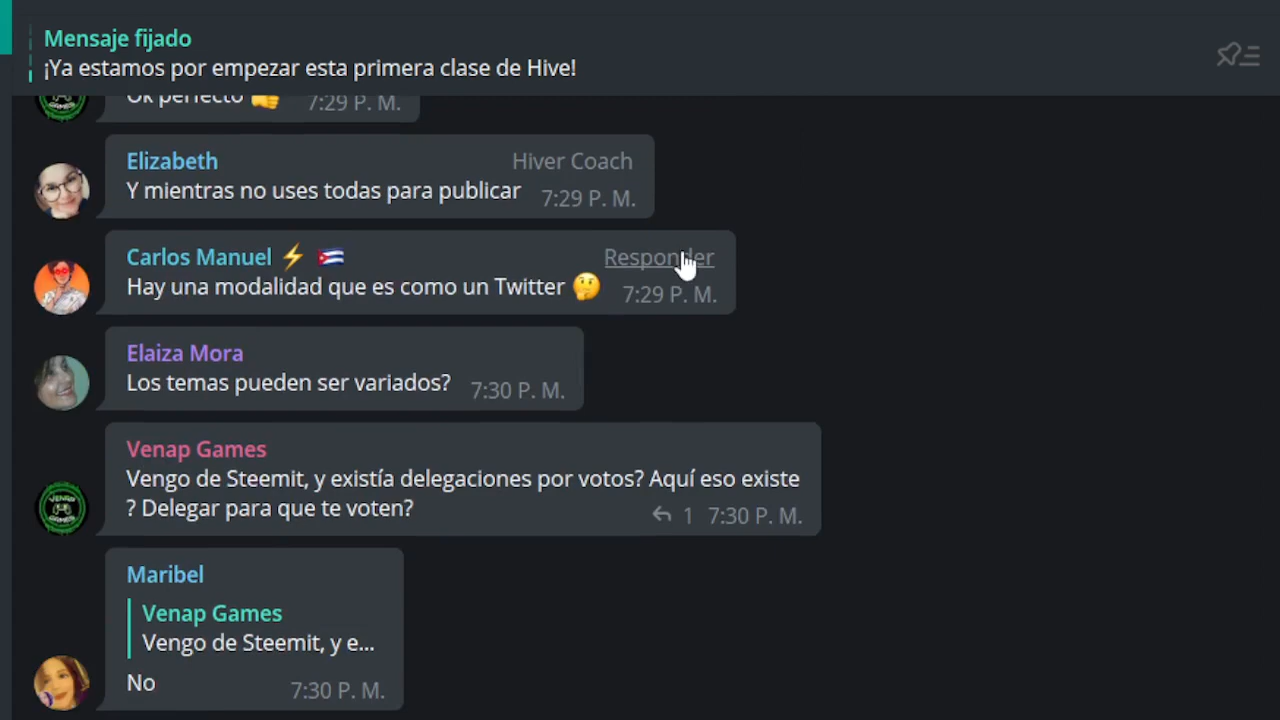 Mensaje fijado
¡Ya estamos por empezar esta primera clase de Hive!
Ok perfecto 👍 7:29 P. M.
Elizabeth Hiver Coach
Y mientras no uses todas para publicar 7:29 P. M.
Carlos Manuel ⚡ 🇨🇺 Responder
Hay una modalidad que es como un Twitter 🤔 7:29 P. M.
Elaiza Mora
Los temas pueden ser variados? 7:30 P. M.
Venap Games
Vengo de Steemit, y existía delegaciones por votos? Aquí eso existe
? Delegar para que te voten? 1 7:30 P. M.
VENAP
GAMES
Maribel
Venap Games
Vengo de Steemit, y e...
No 7:30 P. M.